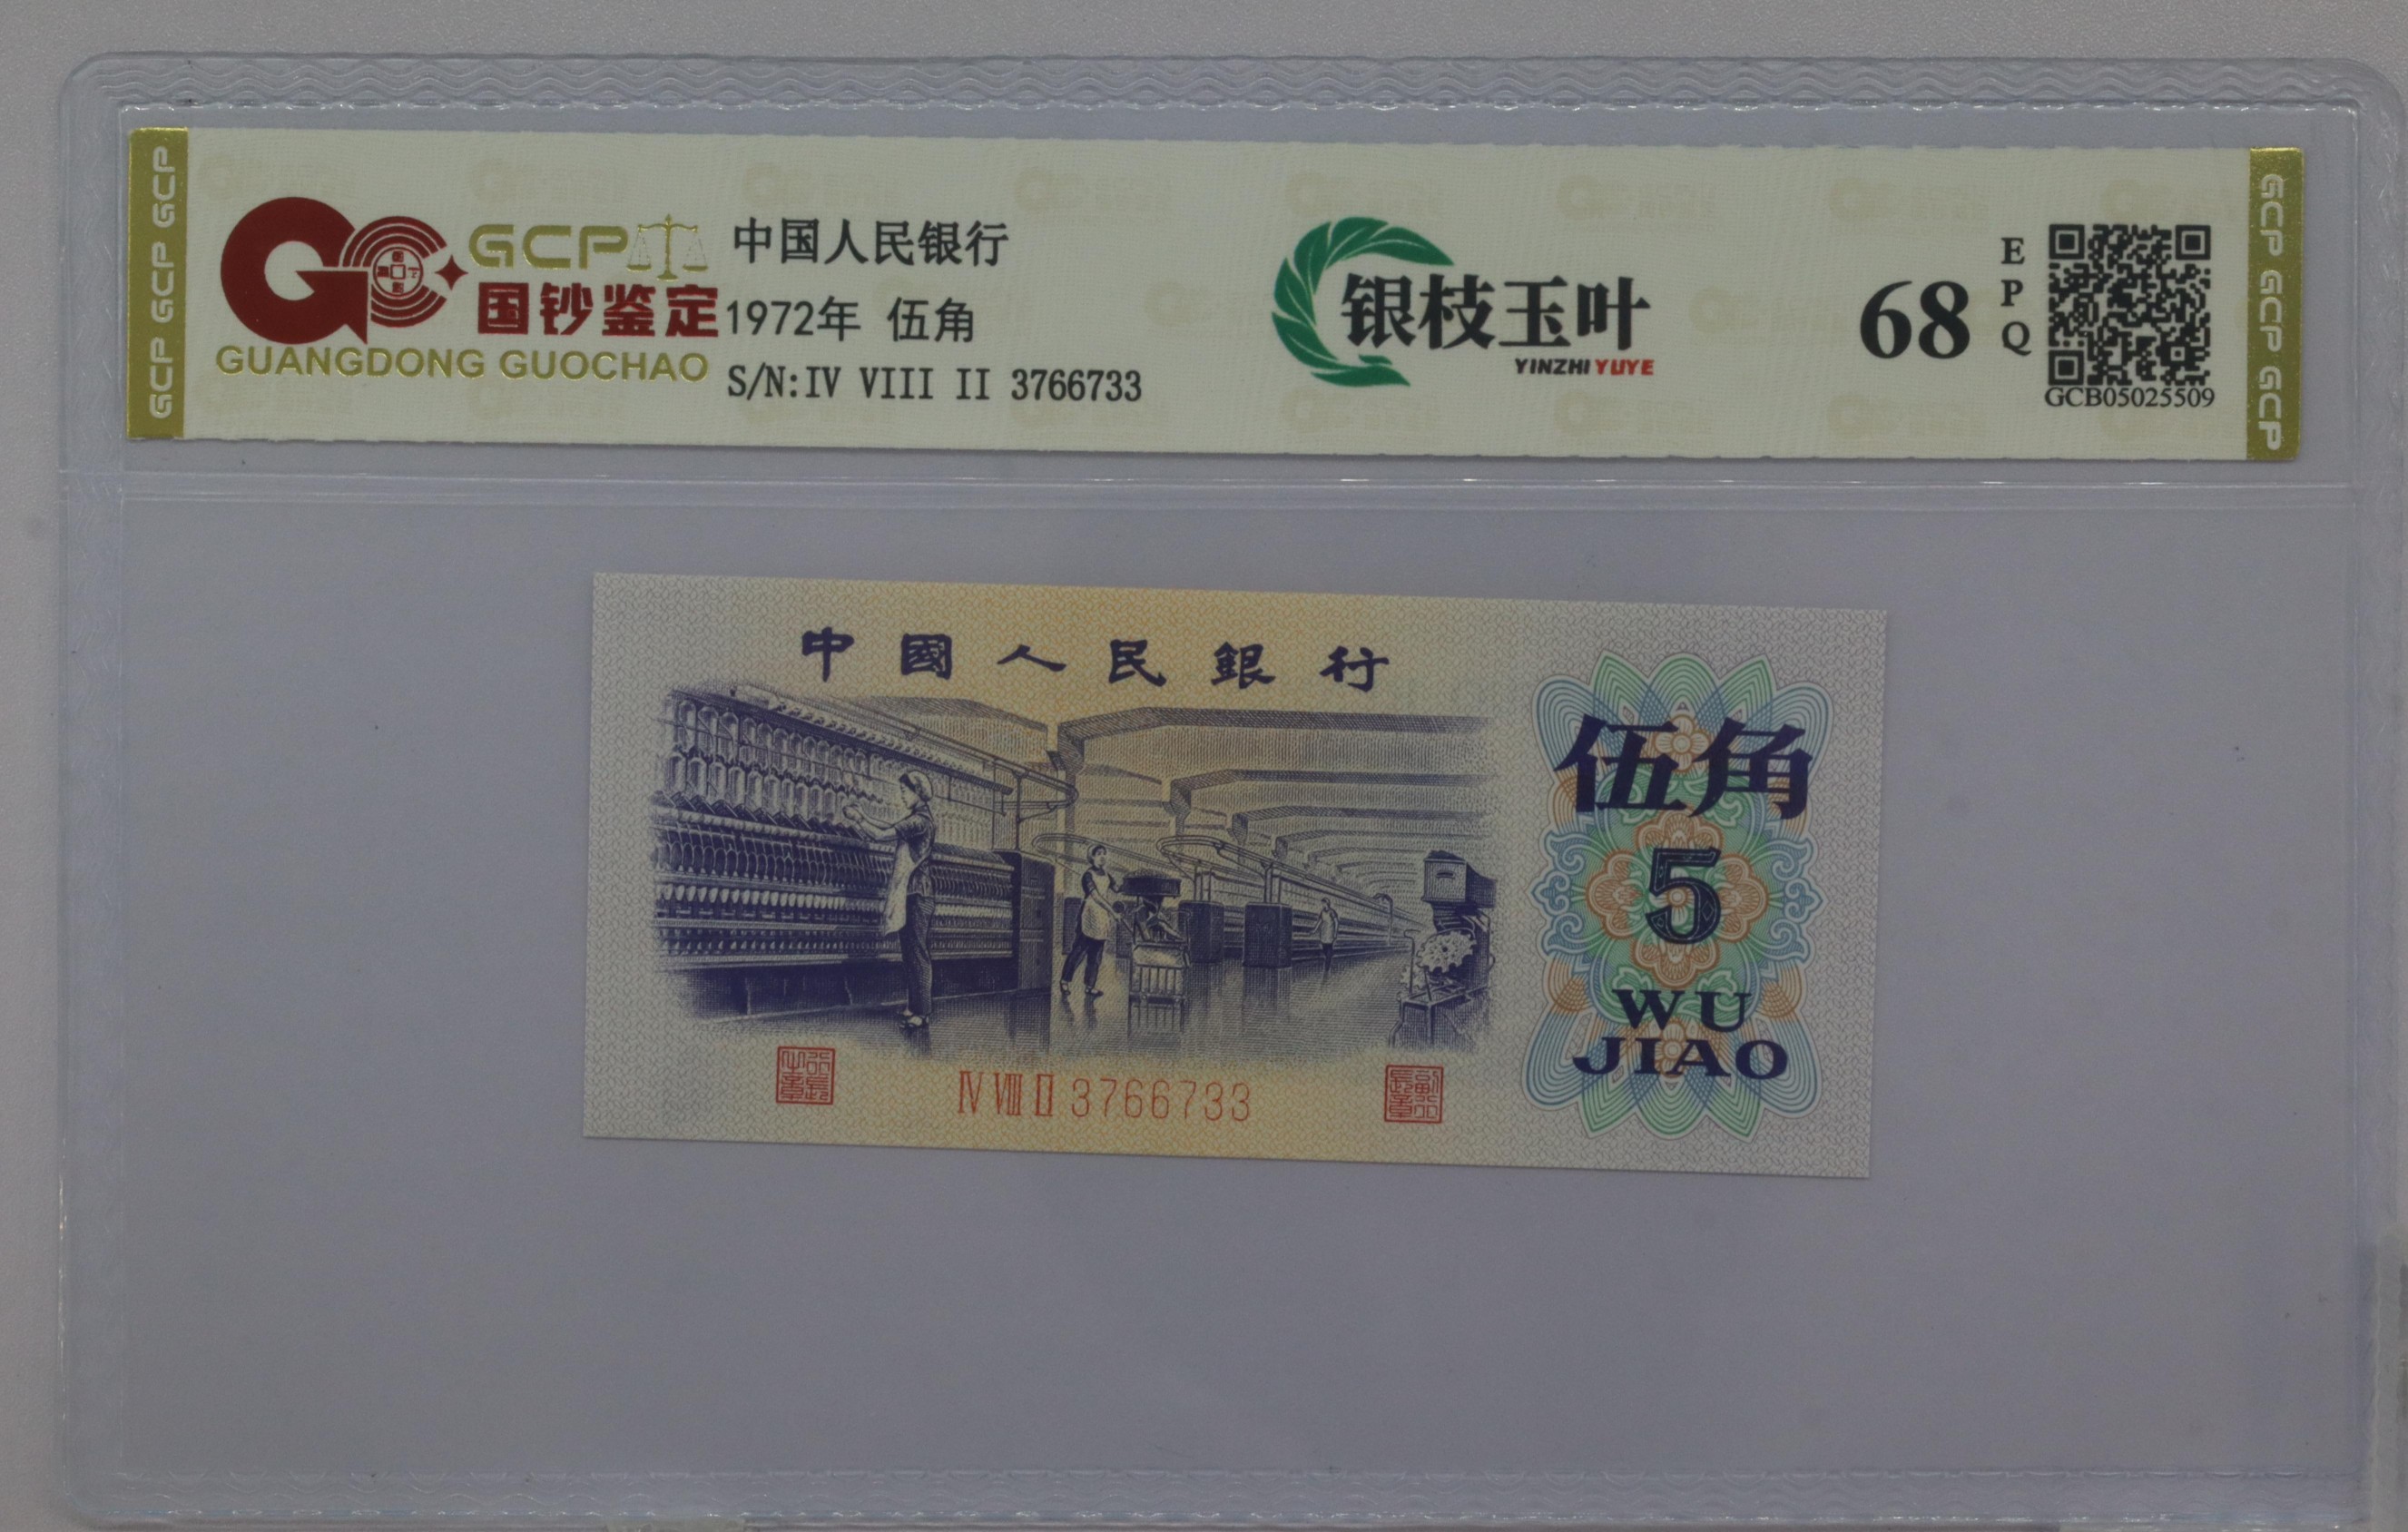 GCP GCP GCP
GCP
国钞鉴定
GUANGDONG GUOCHAO
中国人民银行
1972年 伍角
S/N:IV VIII II 3766733
银枝玉叶
YINZHI YUYE
68
EPQ
GCB05025509
GCP GCP GCP
中國人民銀行
伍角
5
WU
JIAO
IV VIII II 3766733